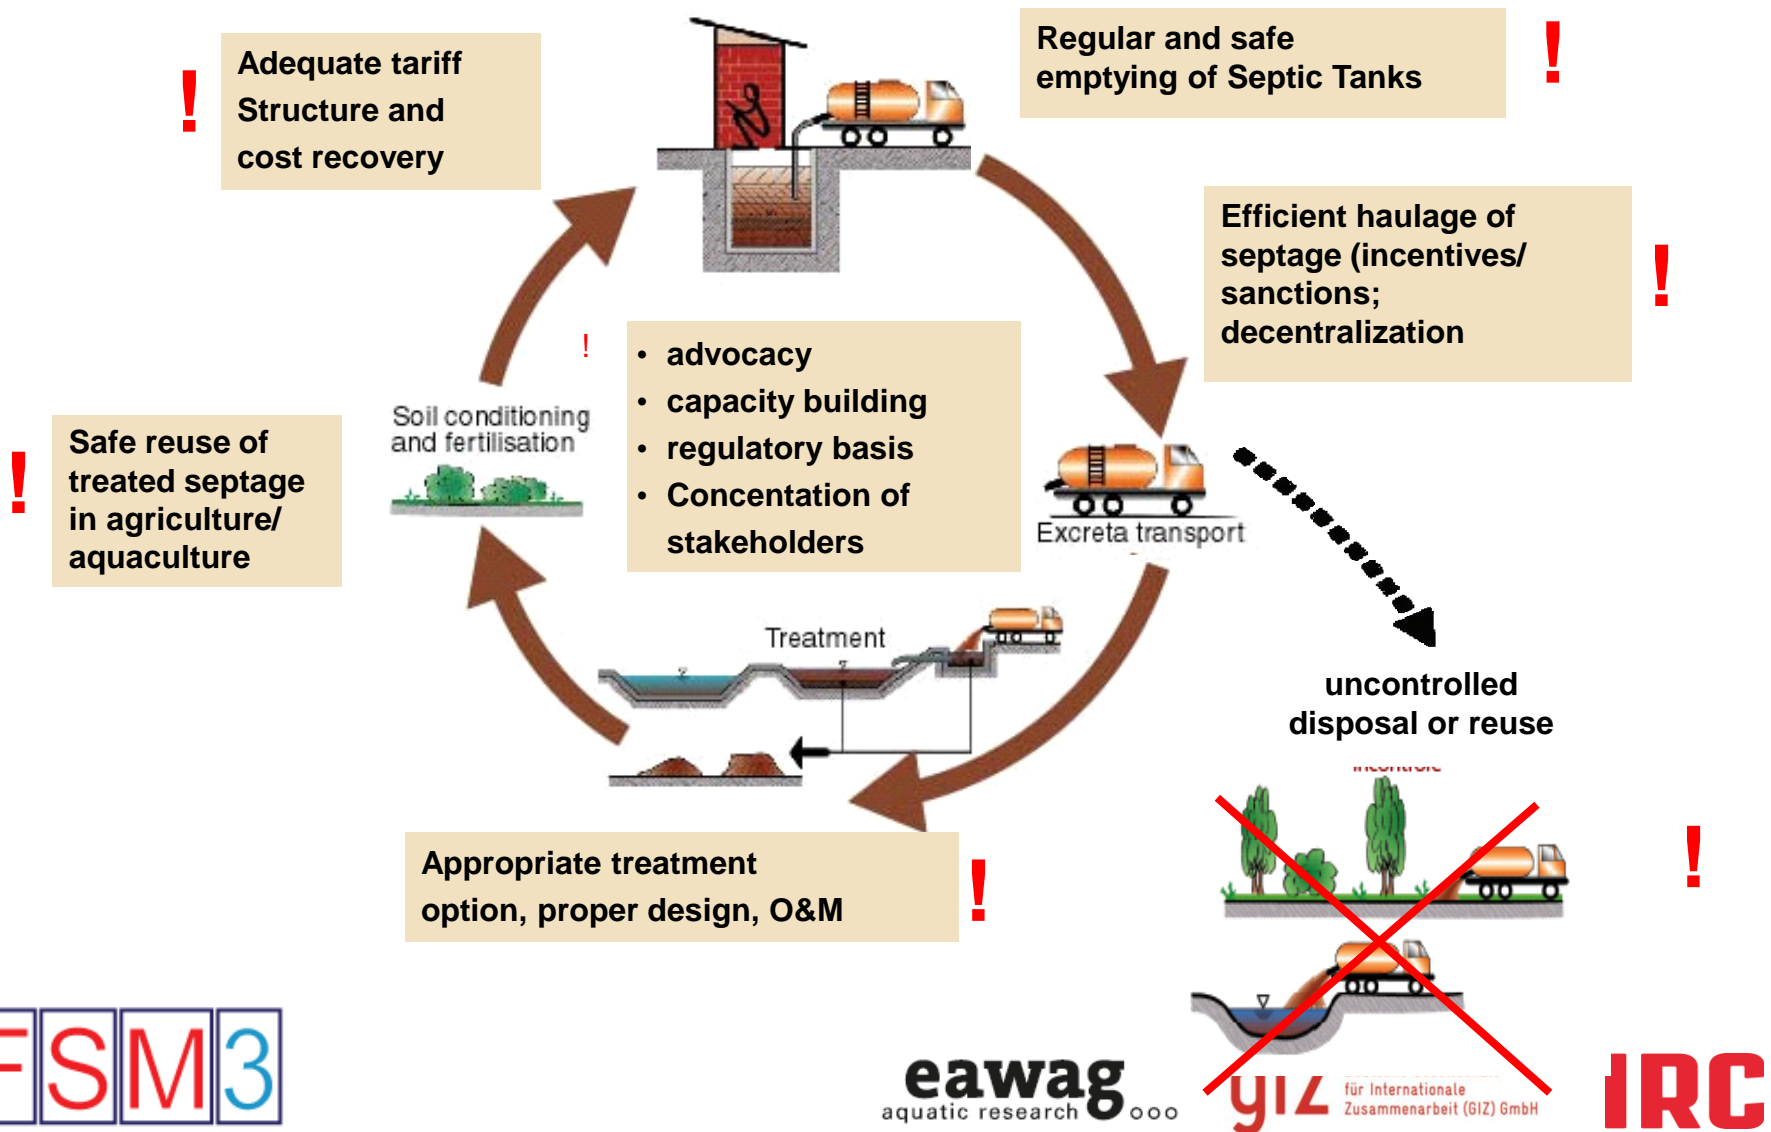 !
Adequate tariff
Structure and
cost recovery
Regular and safe
emptying of Septic Tanks
!
Efficient haulage of
septage (incentives/
sanctions;
decentralization
!
!
• advocacy
• capacity building
• regulatory basis
• Concentation of
stakeholders
Soil conditioning
and fertilisation
!
Safe reuse of
treated septage
in agriculture/
aquaculture
Excreta transport
Treatment
uncontrolled
disposal or reuse
Appropriate treatment
option, proper design, O&M
!
!
FSM3
eawag
aquatic research
giz
für Internationale
Zusammenarbeit (GIZ) GmbH
IRC